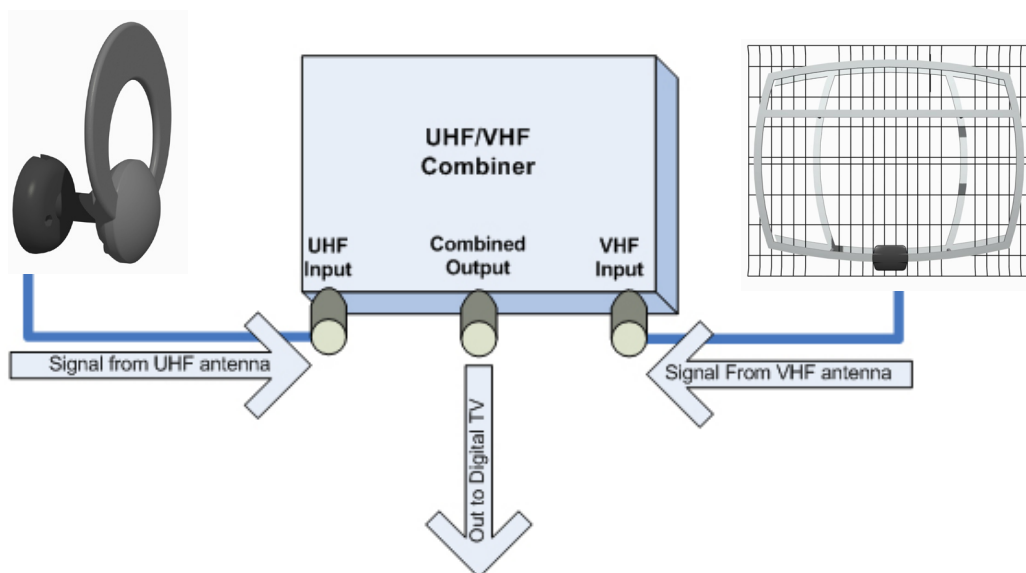 UHF/VHF
Combiner
UHF
Input
Combined
Output
VHF
Input
Signal from UHF antenna
Signal From VHF antenna
Out to Digital TV